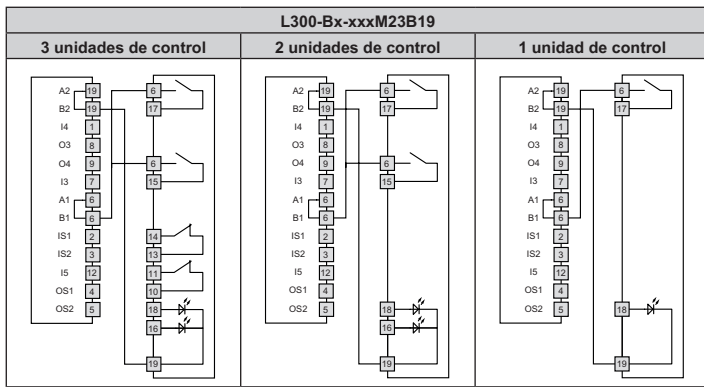 L300-Bx-xxxM23B19
3 unidades de control 2 unidades de control 1 unidad de control
A2 19 6 A2 19 6 A2 19 6
B2 19 17 B2 19 17 B2 19 17
I4 1 I4 1 I4 1
O3 8 O3 8 O3 8
O4 9 6 O4 9 6 O4 9
I3 7 15 I3 7 15 I3 7
A1 6 A1 6 A1 6
B1 6 B1 6 B1 6
IS1 2 14 IS1 2 IS1 2
IS2 3 13 IS2 3 IS2 3
I5 12 11 I5 12 I5 12
OS1 4 10 OS1 4 OS1 4
OS2 5 18 OS2 5 18 OS2 5 18
16 16
19 19 19